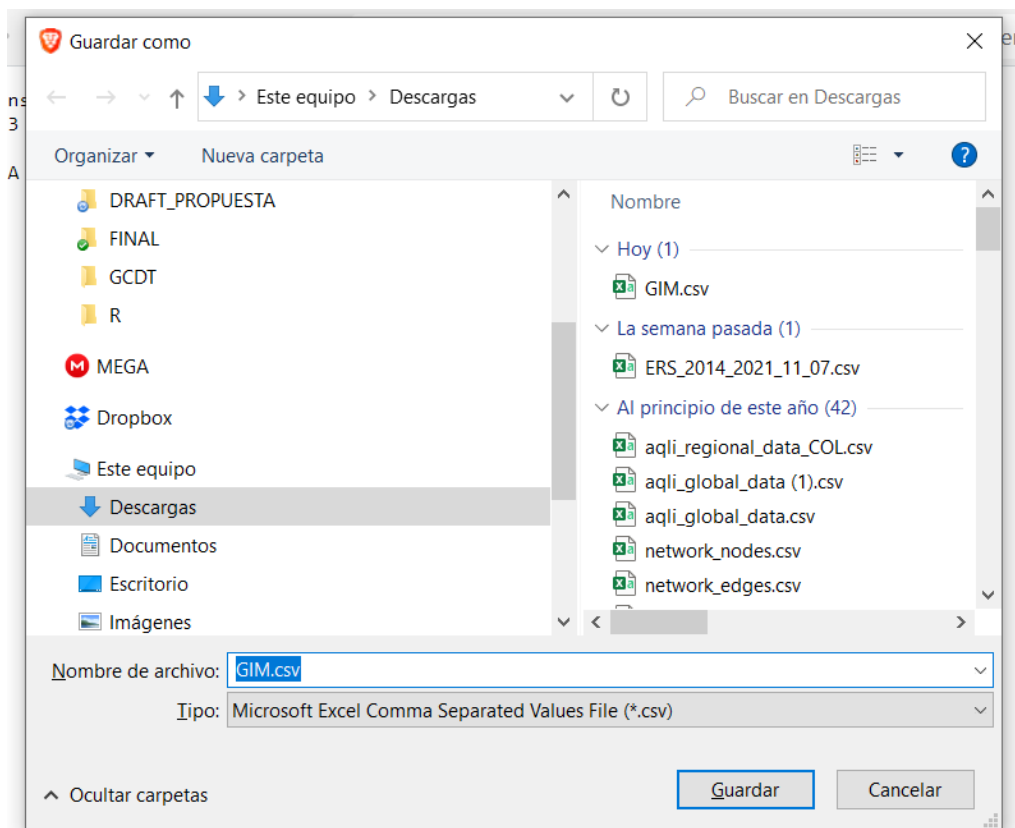 Guardar como
er
ns
3
A
Este equipo > Descargas
Buscar en Descargas
Organizar
Nueva carpeta
DRAFT_PROPUESTA
FINAL
GCDT
R
MEGA
Dropbox
Este equipo
Descargas
Documentos
Escritorio
Imágenes
Nombre
Hoy (1)
GIM.csv
La semana pasada (1)
ERS_2014_2021_11_07.csv
Al principio de este año (42)
aqli_regional_data_COL.csv
aqli_global_data (1).csv
aqli_global_data.csv
network_nodes.csv
network_edges.csv
Nombre de archivo: GIM.csv
Tipo: Microsoft Excel Comma Separated Values File (*.csv)
Ocultar carpetas
Guardar
Cancelar